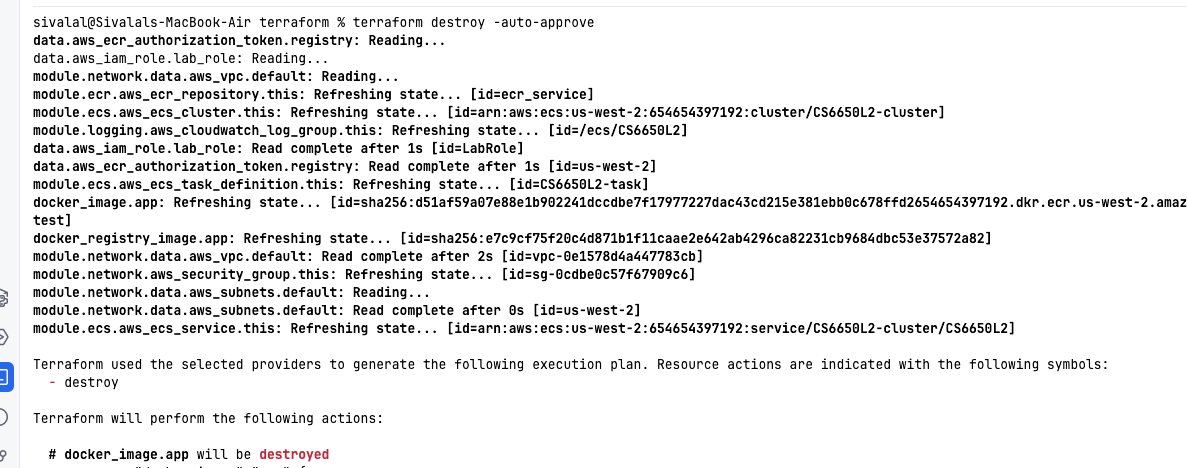 sivalal@Sivalals-MacBook-Air terraform % terraform destroy -auto-approve
data.aws_ecr_authorization_token.registry: Reading...
data.aws_iam_role.lab_role: Reading...
module.network.data.aws_vpc.default: Reading...
module.ecr.aws_ecr_repository.this: Refreshing state... [id=ecr_service]
module.ecs.aws_ecs_cluster.this: Refreshing state... [id=arn:aws:ecs:us-west-2:654654397192:cluster/CS6650L2-cluster]
module.logging.aws_cloudwatch_log_group.this: Refreshing state... [id=/ecs/CS6650L2]
data.aws_iam_role.lab_role: Read complete after 1s [id=LabRole]
data.aws_ecr_authorization_token.registry: Read complete after 1s [id=us-west-2]
module.ecs.aws_ecs_task_definition.this: Refreshing state... [id=CS6650L2-task]
docker_image.app: Refreshing state... [id=sha256:d51af59a07e88e1b902241dccdbe7f17977227dac43cd215e381ebb0c678ffd2654654397192.dkr.ecr.us-west-2.amaz
test]
docker_registry_image.app: Refreshing state... [id=sha256:e7c9cf75f20c4d871b1f11caae2e642ab4296ca82231cb9684dbc53e37572a82]
module.network.data.aws_vpc.default: Read complete after 2s [id=vpc-0e1578d4a447783cb]
module.network.aws_security_group.this: Refreshing state... [id=sg-0cdbe0c57f67909c6]
module.network.data.aws_subnets.default: Reading...
module.network.data.aws_subnets.default: Read complete after 0s [id=us-west-2]
module.ecs.aws_ecs_service.this: Refreshing state... [id=arn:aws:ecs:us-west-2:654654397192:service/CS6650L2-cluster/CS6650L2]
Terraform used the selected providers to generate the following execution plan. Resource actions are indicated with the following symbols:
- destroy
Terraform will perform the following actions:
# docker_image.app will be destroyed